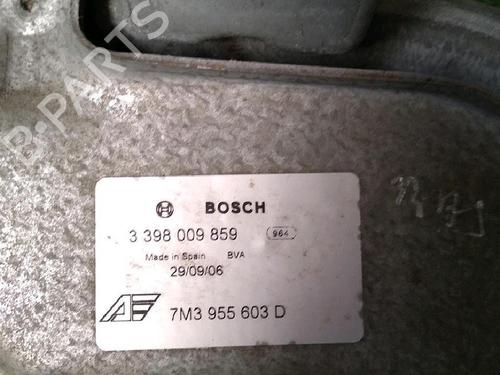 B-PARTS
BOSCH
3 398 009 859 964
Made in Spain BVA
29/09/06
7M3 955 603 D